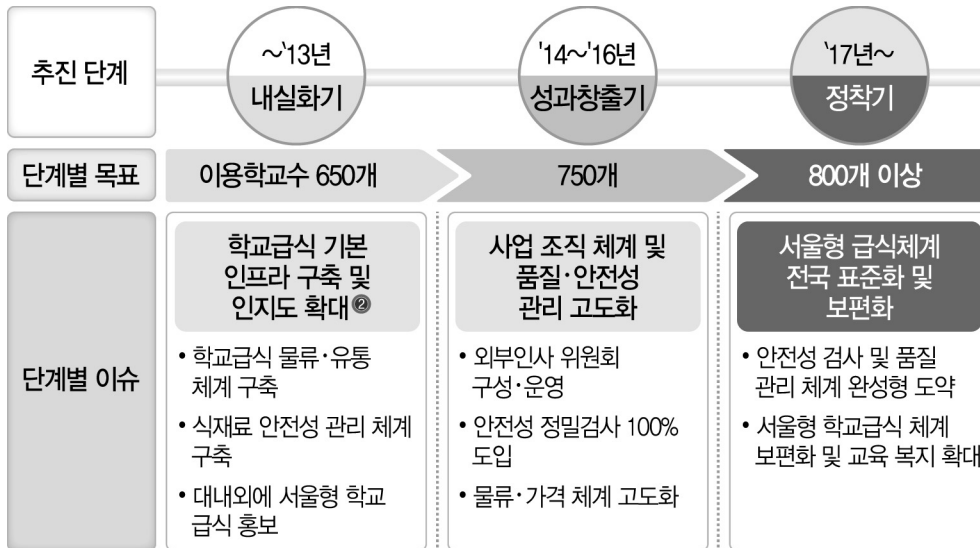 추진 단계
~'13년
내실화기
'14~'16년
성과창출기
'17년~
정착기
단계별 목표
이용학교수 650개
750개
800개 이상
단계별 이슈
학교급식 기본
인프라 구축 및
인지도 확대❷
• 학교급식 물류·유통
체계 구축
• 식재료 안전성 관리 체계
구축
• 대내외에 서울형 학교
급식 홍보
사업 조직 체계 및
품질·안전성
관리 고도화
• 외부인사 위원회
구성·운영
• 안전성 정밀검사 100%
도입
• 물류·가격 체계 고도화
서울형 급식체계
전국 표준화 및
보편화
• 안전성 검사 및 품질
관리 체계 완성형 도약
• 서울형 학교급식 체계
보편화 및 교육 복지 확대